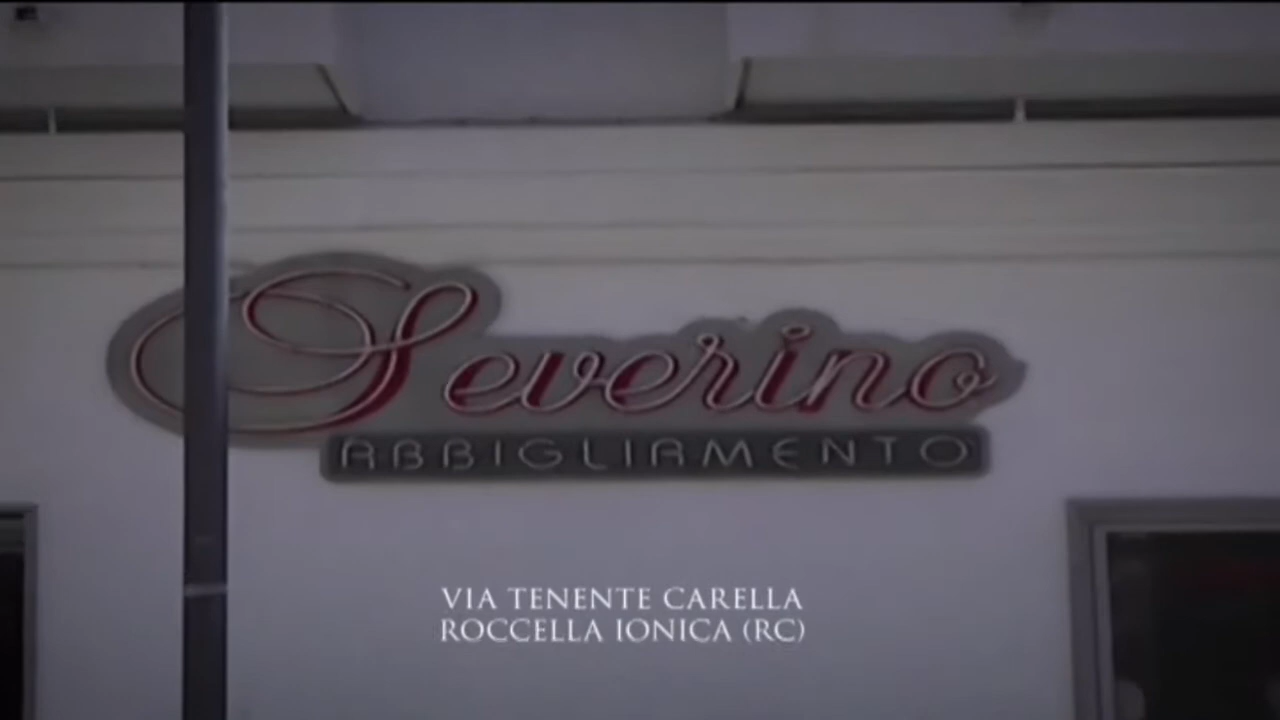 Severino
ABBIGLIAMENTO
VIA TENENTE CARELLA
ROCCELLA IONICA (RC)